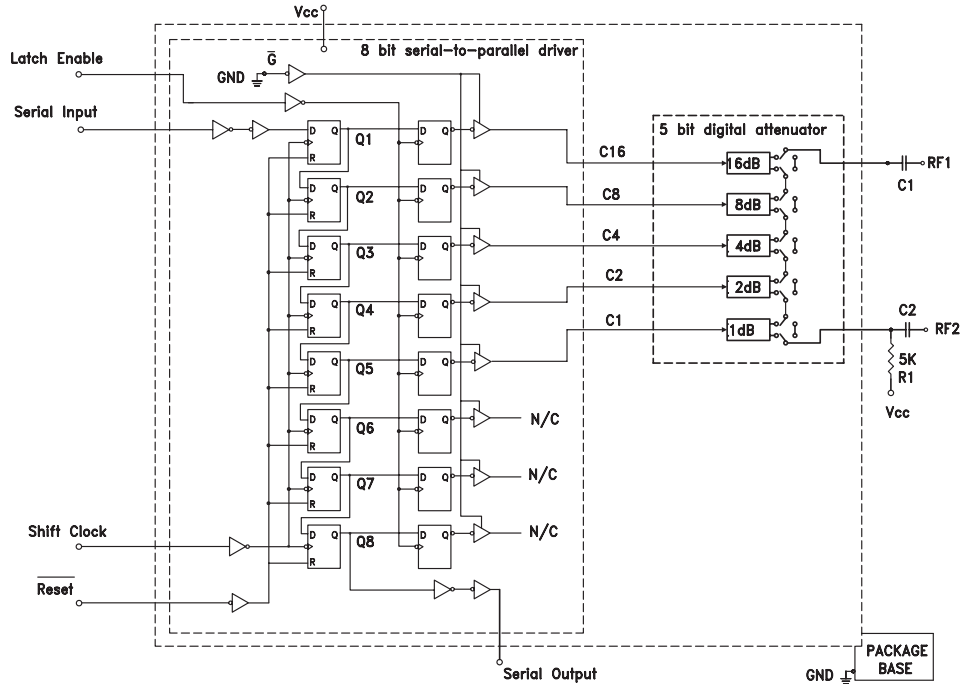 Vcc
8 bit serial-to-parallel driver
Latch Enable
G̅
GND
Serial Input
D Q
R
Q1
D Q
C16
5 bit digital attenuator
16dB
RF1
C1
D Q
R
Q2
D Q
C8
8dB
D Q
R
Q3
D Q
C4
4dB
D Q
R
Q4
D Q
C2
2dB
D Q
R
Q5
D Q
C1
1dB
C2
RF2
5K
R1
Vcc
D Q
R
Q6
D Q
N/C
D Q
R
Q7
D Q
N/C
Shift Clock
D Q
R
Q8
D Q
N/C
R̅e̅s̅e̅t̅
Serial Output
GND
PACKAGE
BASE